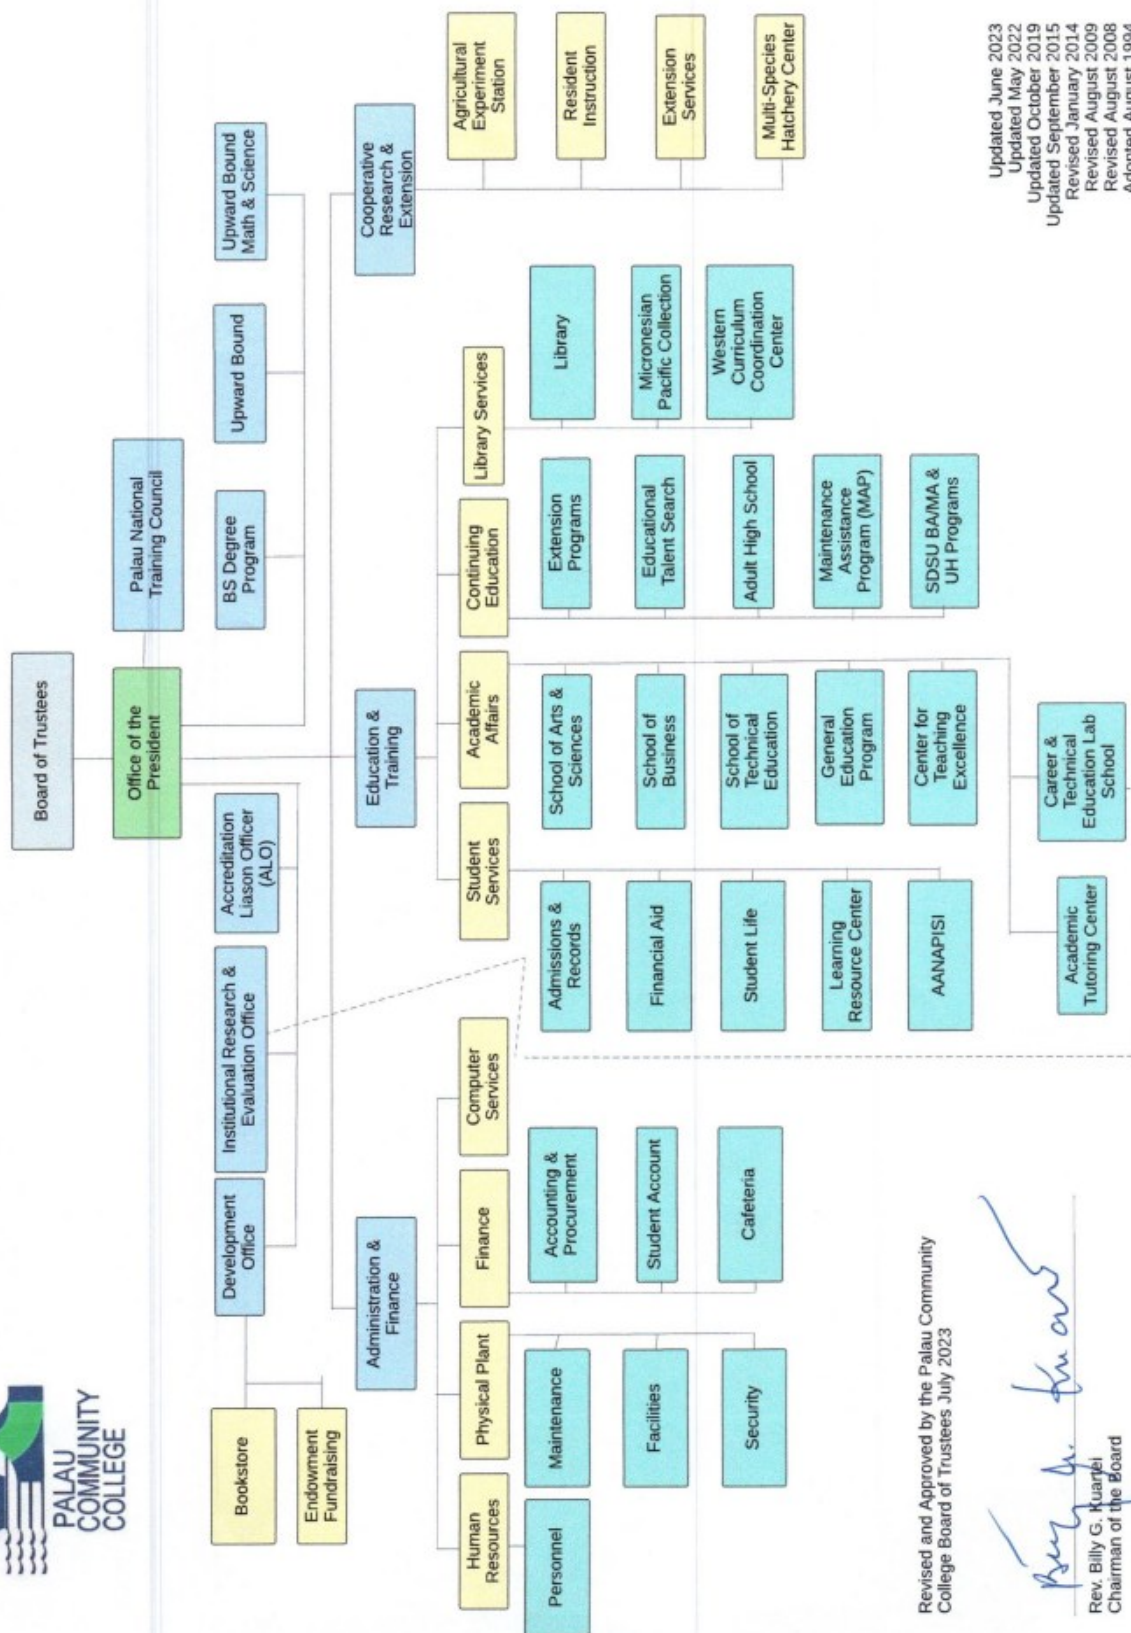 PALAU
COMMUNITY
COLLEGE
Board of Trustees
Office of the
President
Palau National
Training Council
Development
Office
Institutional Research &
Evaluation Office
Accreditation
Liason Officer
(ALO)
BS Degree
Program
Upward Bound
Upward Bound
Math & Science
Bookstore
Endowment
Fundraising
Administration &
Finance
Education &
Training
Cooperative
Research &
Extension
Human
Resources
Physical Plant
Finance
Computer
Services
Student
Services
Academic
Affairs
Continuing
Education
Library Services
Agricultural
Experiment
Station
Resident
Instruction
Extension
Services
Multi-Species
Hatchery Center
Personnel
Maintenance
Facilities
Security
Accounting &
Procurement
Student Account
Cafeteria
Admissions &
Records
Financial Aid
Student Life
Learning
Resource Center
AANAPISI
School of Arts &
Sciences
School of
Business
School of
Technical
Education
General
Education
Program
Center for
Teaching
Excellence
Extension
Programs
Educational
Talent Search
Adult High School
Maintenance
Assistance
Program (MAP)
SDSU BA/MA &
UH Programs
Library
Micronesian
Pacific Collection
Western
Curriculum
Coordination
Center
Academic
Tutoring Center
Career &
Technical
Education Lab
School
Revised and Approved by the Palau Community
College Board of Trustees July 2023
Rev. Billy G. Kuartei
Chairman of the Board
Updated June 2023
Updated May 2022
Updated October 2019
Updated September 2015
Revised January 2014
Revised August 2009
Revised August 2008
Adopted August 1994